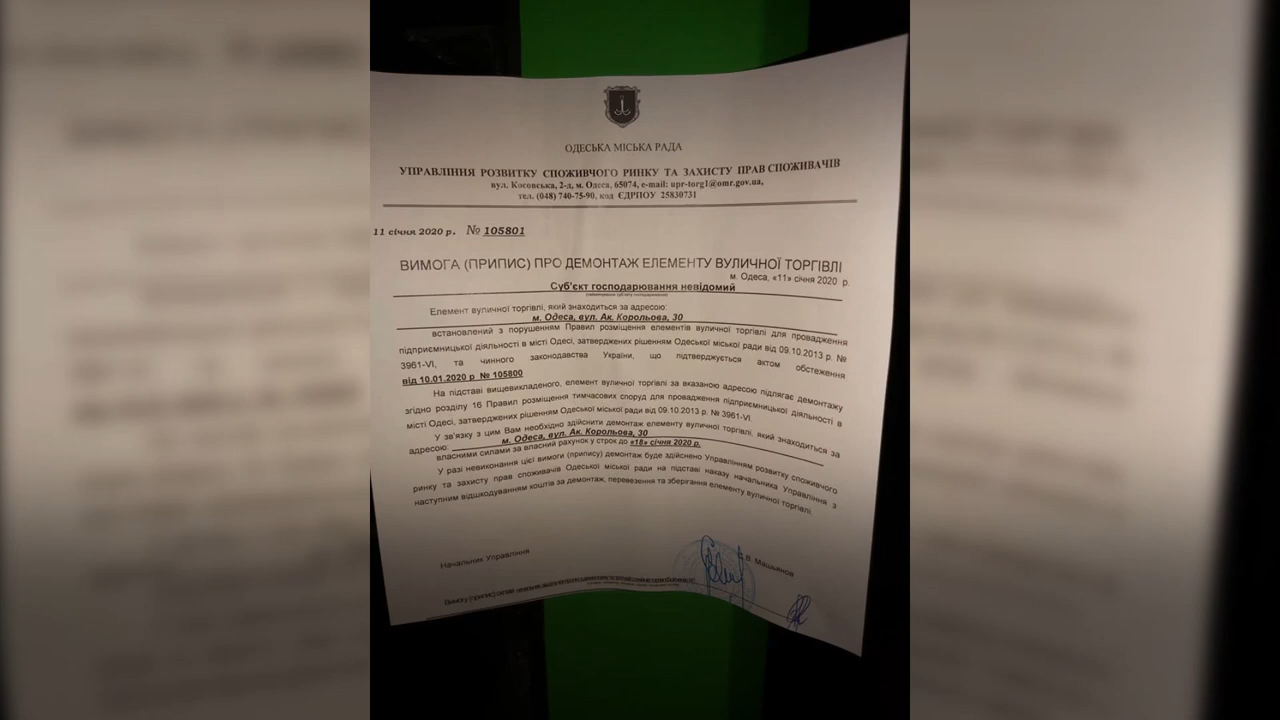 ОДЕСЬКА МІСЬКА РАДА
УПРАВЛІННЯ РОЗВИТКУ СПОЖИВЧОГО РИНКУ ТА ЗАХИСТУ ПРАВ СПОЖИВАЧІВ
вул. Косовська, 2-д, м. Одеса, 65074, e-mail: upr-torg1@omr.gov.ua,
тел. (048) 740-75-90, код ЄДРПОУ 25830731
11 січня 2020 р. № 105801
ВИМОГА (ПРИПИС) ПРО ДЕМОНТАЖ ЕЛЕМЕНТУ ВУЛИЧНОЇ ТОРГІВЛІ
м. Одеса, «11» січня 2020 р.
Суб'єкт господарювання невідомий
(найменування суб'єкту господарювання)
Елемент вуличної торгівлі, який знаходиться за адресою:
м. Одеса, вул. Ак. Корольова, 30
встановлений з порушенням Правил розміщення елементів вуличної торгівлі для провадження
підприємницької діяльності в місті Одесі, затверджених рішенням Одеської міської ради від 09.10.2013 р. №
3961-VI, та чинного законодавства України, що підтверджується актом обстеження
від 10.01.2020 р № 105800
На підставі вищевикладеного, елемент вуличної торгівлі за вказаною адресою підлягає демонтажу
згідно розділу 16 Правил розміщення тимчасових споруд для провадження підприємницької діяльності в
місті Одесі, затверджених рішенням Одеської міської ради від 09.10.2013 р. № 3961-VI.
У зв'язку з цим Вам необхідно здійснити демонтаж елементу вуличної торгівлі, який знаходиться за
адресою: м. Одеса, вул. Ак. Корольова, 30
власними силами за власний рахунок у строк до «18» січня 2020 р.
У разі невиконання цієї вимоги (припису) демонтаж буде здійснено Управлінням розвитку споживчого
ринку та захисту прав споживачів Одеської міської ради на підставі наказу начальника Управління з
наступним відшкодуванням коштів за демонтаж, перевезення та зберігання елементу вуличної торгівлі.
Начальник Управління В. Машьянов
Вимогу (припис) склав: